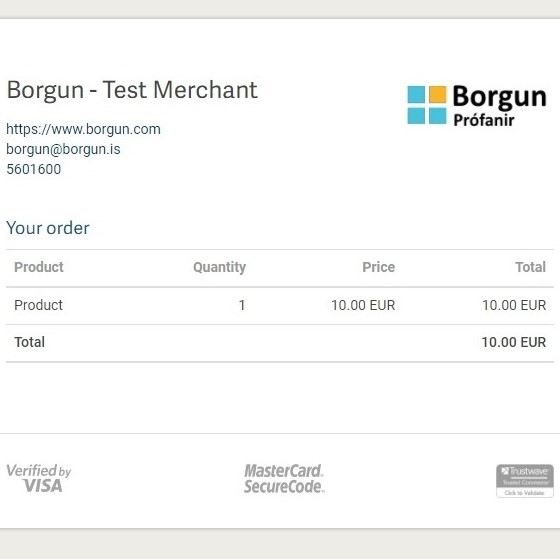 Borgun - Test Merchant
https://www.borgun.com
borgun@borgun.is
5601600
Borgun
Prófanir
Your order
Product Quantity Price Total
Product 1 10.00 EUR 10.00 EUR
Total 10.00 EUR
Verified by
VISA
MasterCard.
SecureCode.
Trustwave
Trusted Commerce
Click to Validate